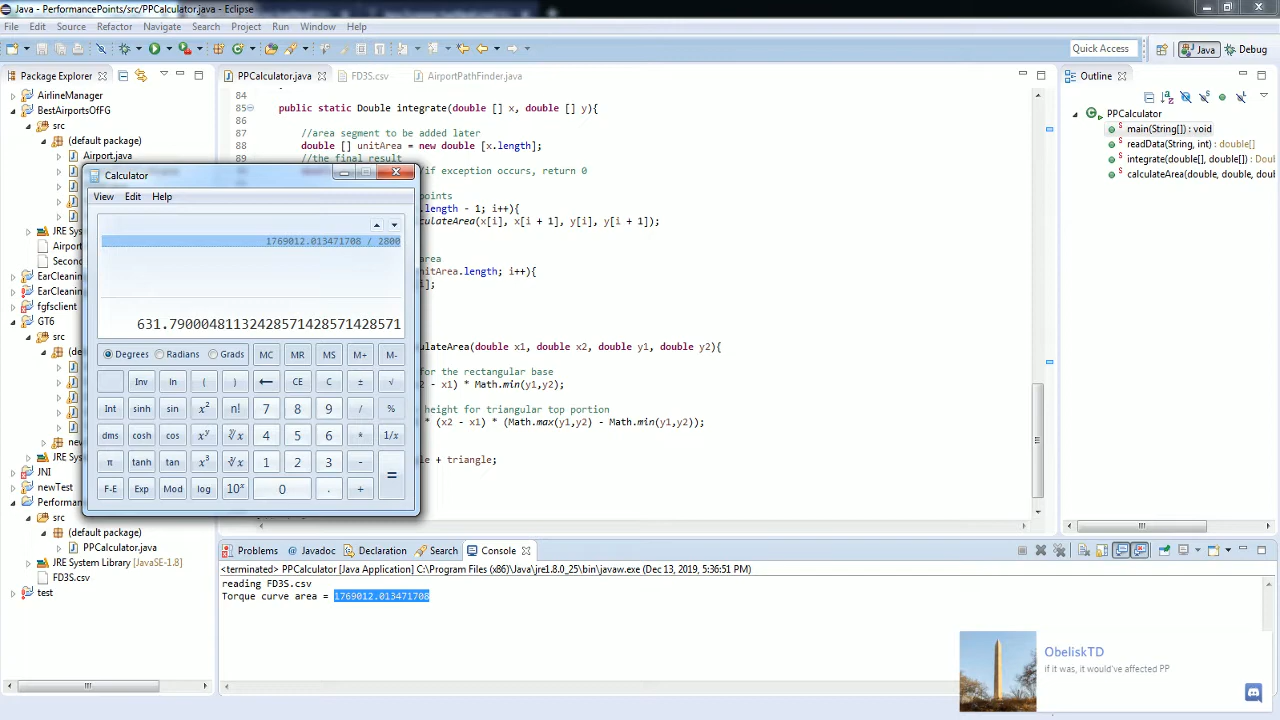 Java - PerformancePoints/src/PPCalculator.java - Eclipse
File Edit Source Refactor Navigate Search Project Run Window Help
Quick Access
Java
Debug
Package Explorer
AirlineManager
BestAirportsOfFG
src
(default package)
Airport.java
JRE Sy
Airport
Second
EarCleaning
EarCleaning
fgfsclient
GT6
src
(de
nev
JRE Sy
JNI
newTest
Performan
src
(default package)
PPCalculator.java
JRE System Library [JavaSE-1.8]
FD3S.csv
test
PPCalculator.java
FD3S.csv
AirportPathFinder.java
84
85 public static Double integrate(double [] x, double [] y){
86
87 //area segment to be added later
88 double [] unitArea = new double [x.length];
89 //the final result
//if exception occurs, return 0
points
.length - 1; i++){
culateArea(x[i], x[i + 1], y[i], y[i + 1]);
area
unitArea.length; i++){
[i];
culateArea(double x1, double x2, double y1, double y2){
for the rectangular base
- x1) * Math.min(y1,y2);
height for triangular top portion
* (x2 - x1) * (Math.max(y1,y2) - Math.min(y1,y2));
le + triangle;
Calculator
View Edit Help
1769012.013471708 / 2800
631.79000481132428571428571428571
Degrees Radians Grads MC MR MS M+ M-
Inv ln ( ) ← CE C ± √
Int sinh sin x² n! 7 8 9 / %
dms cosh cos xʸ ʸ√x 4 5 6 * 1/x
π tanh tan x³ ³√x 1 2 3 - =
F-E Exp Mod log 10ˣ 0 . +
Outline
PPCalculator
main(String[]) : void
readData(String, int) : double[]
integrate(double[], double[]) : Doubl
calculateArea(double, double, doub
Problems Javadoc Declaration Search Console
<terminated> PPCalculator [Java Application] C:\Program Files (x86)\Java\jre1.8.0_25\bin\javaw.exe (Dec 13, 2019, 5:36:51 PM)
reading FD3S.csv
Torque curve area = 1769012.013471708
ObeliskTD
if it was, it would've affected PP